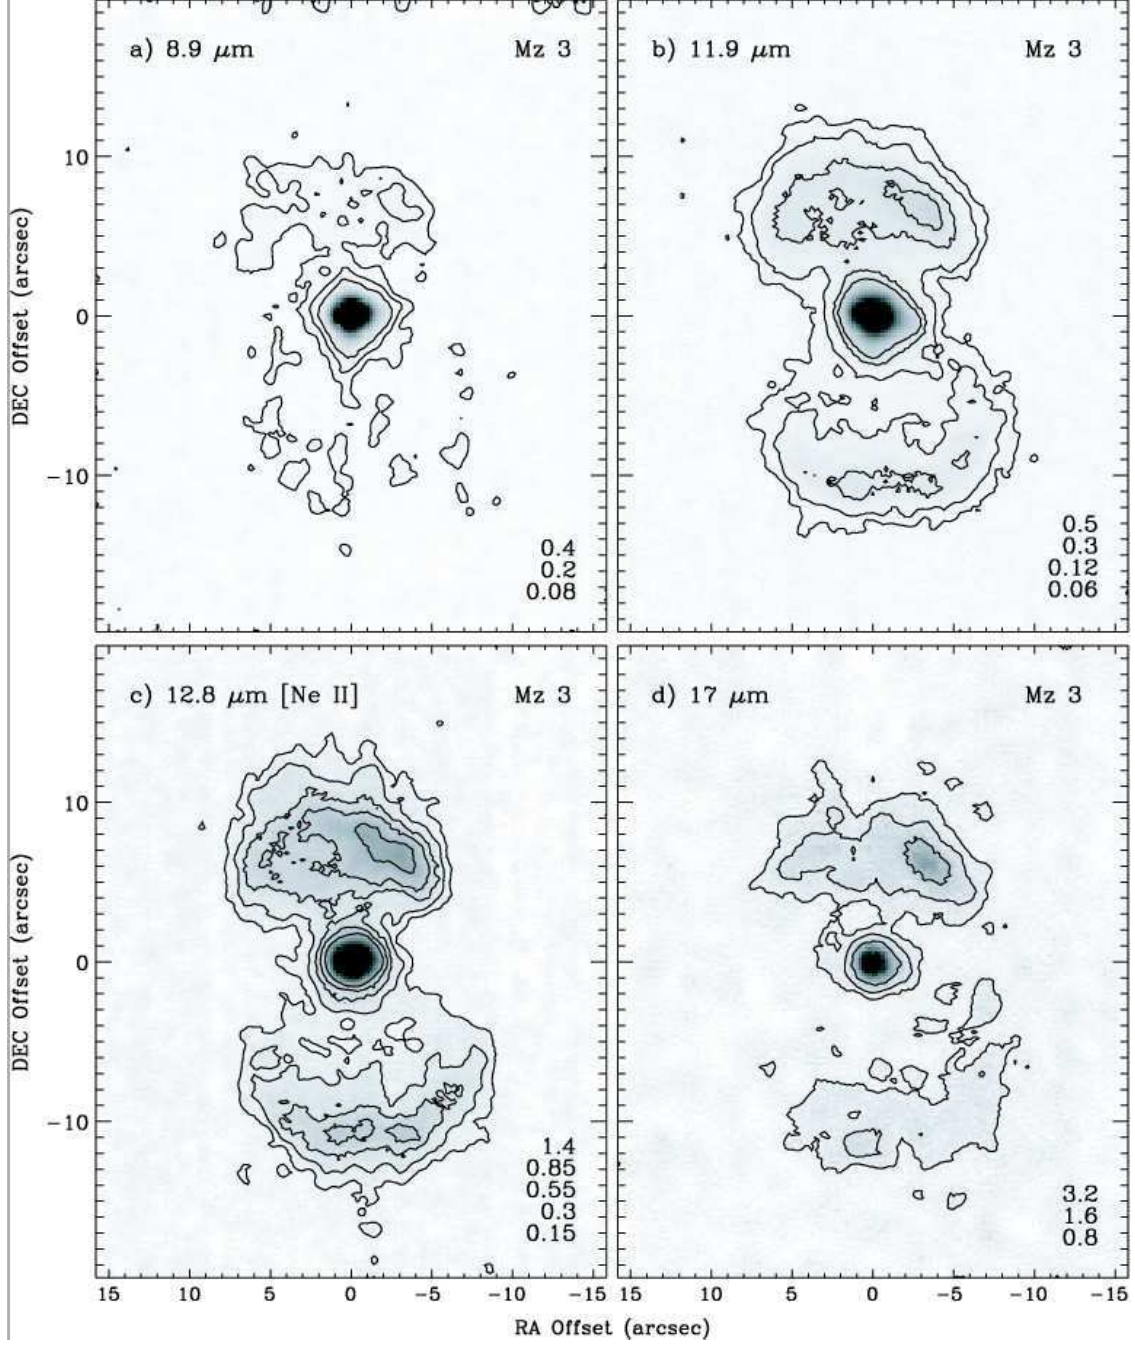 a) 8.9 μm Mz 3
b) 11.9 μm Mz 3
10
0
−10
DEC Offset (arcsec)
0.4
0.2
0.08
0.5
0.3
0.12
0.06
c) 12.8 μm [Ne II] Mz 3
d) 17 μm Mz 3
10
0
−10
DEC Offset (arcsec)
1.4
0.85
0.55
0.3
0.15
3.2
1.6
0.8
15 10 5 0 −5 −10 −15
15 10 5 0 −5 −10 −15
RA Offset (arcsec)